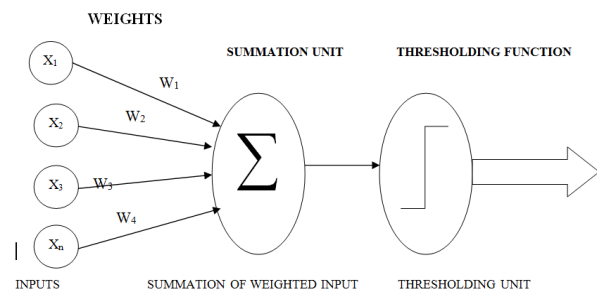 WEIGHTS
SUMMATION UNIT
THRESHOLDING FUNCTION
X1
W1
X2
W2
Σ
X3
W3
Xn
W4
INPUTS
SUMMATION OF WEIGHTED INPUT
THRESHOLDING UNIT